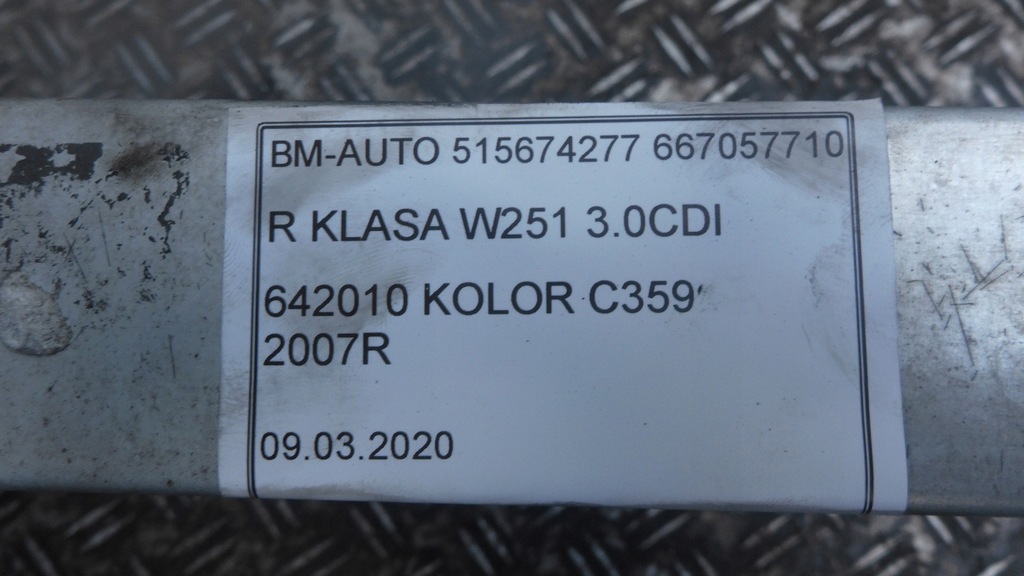 BM-AUTO 515674277 667057710
R KLASA W251 3.0CDI
642010 KOLOR C359
2007R
09.03.2020